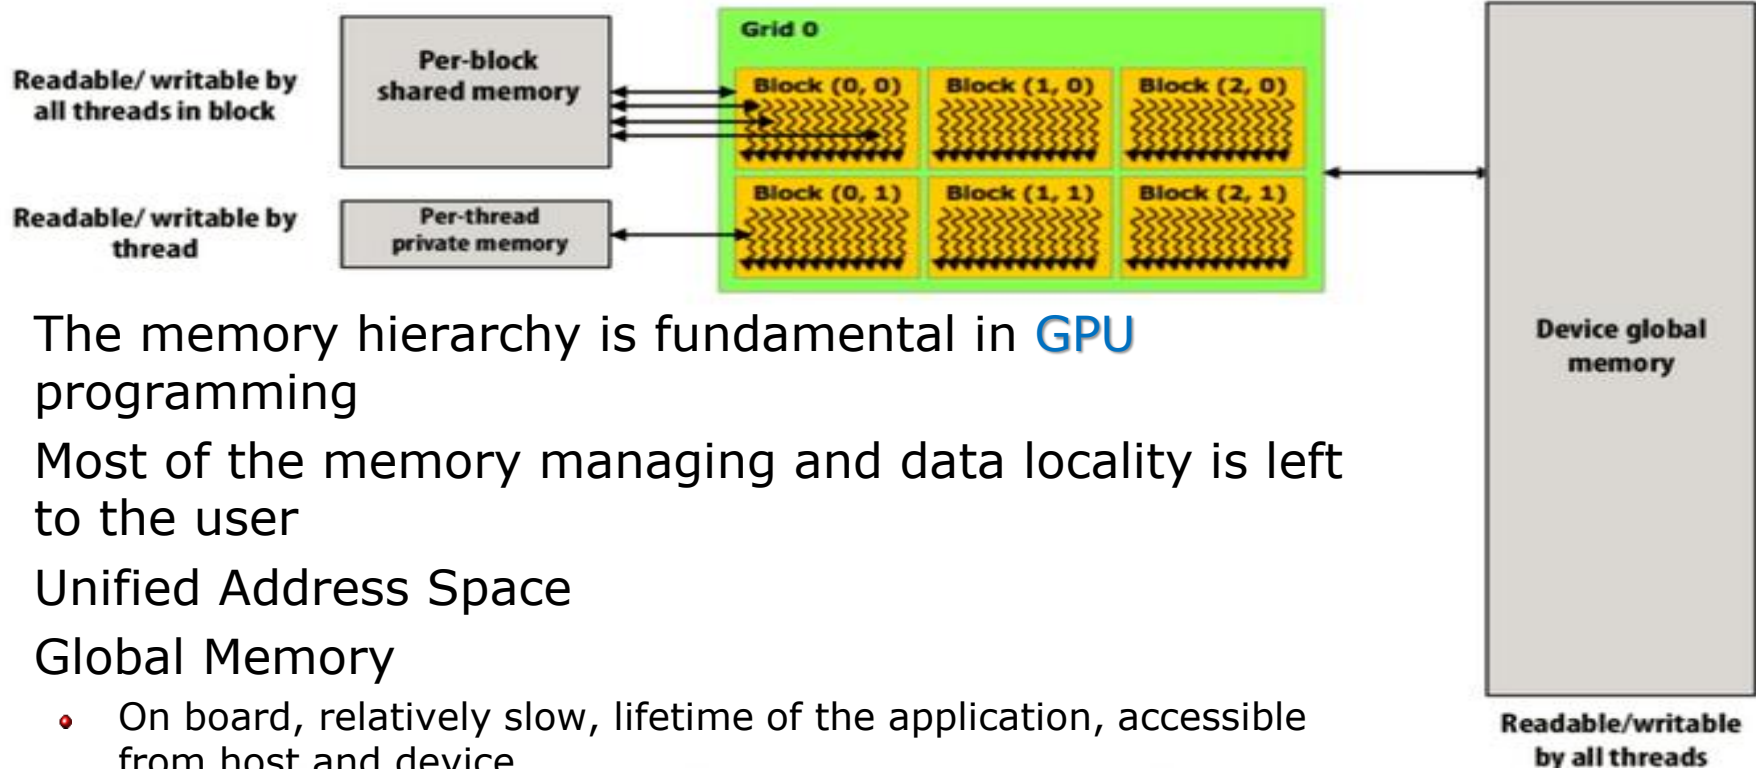 Readable/ writable by
all threads in block
Per-block
shared memory
Grid 0
Block (0, 0)
Block (1, 0)
Block (2, 0)
Readable/ writable by
thread
Per-thread
private memory
Block (0, 1)
Block (1, 1)
Block (2, 1)
Device global
memory
Readable/writable
by all threads
The memory hierarchy is fundamental in GPU
programming
Most of the memory managing and data locality is left
to the user
Unified Address Space
Global Memory
On board, relatively slow, lifetime of the application, accessible
from host and device